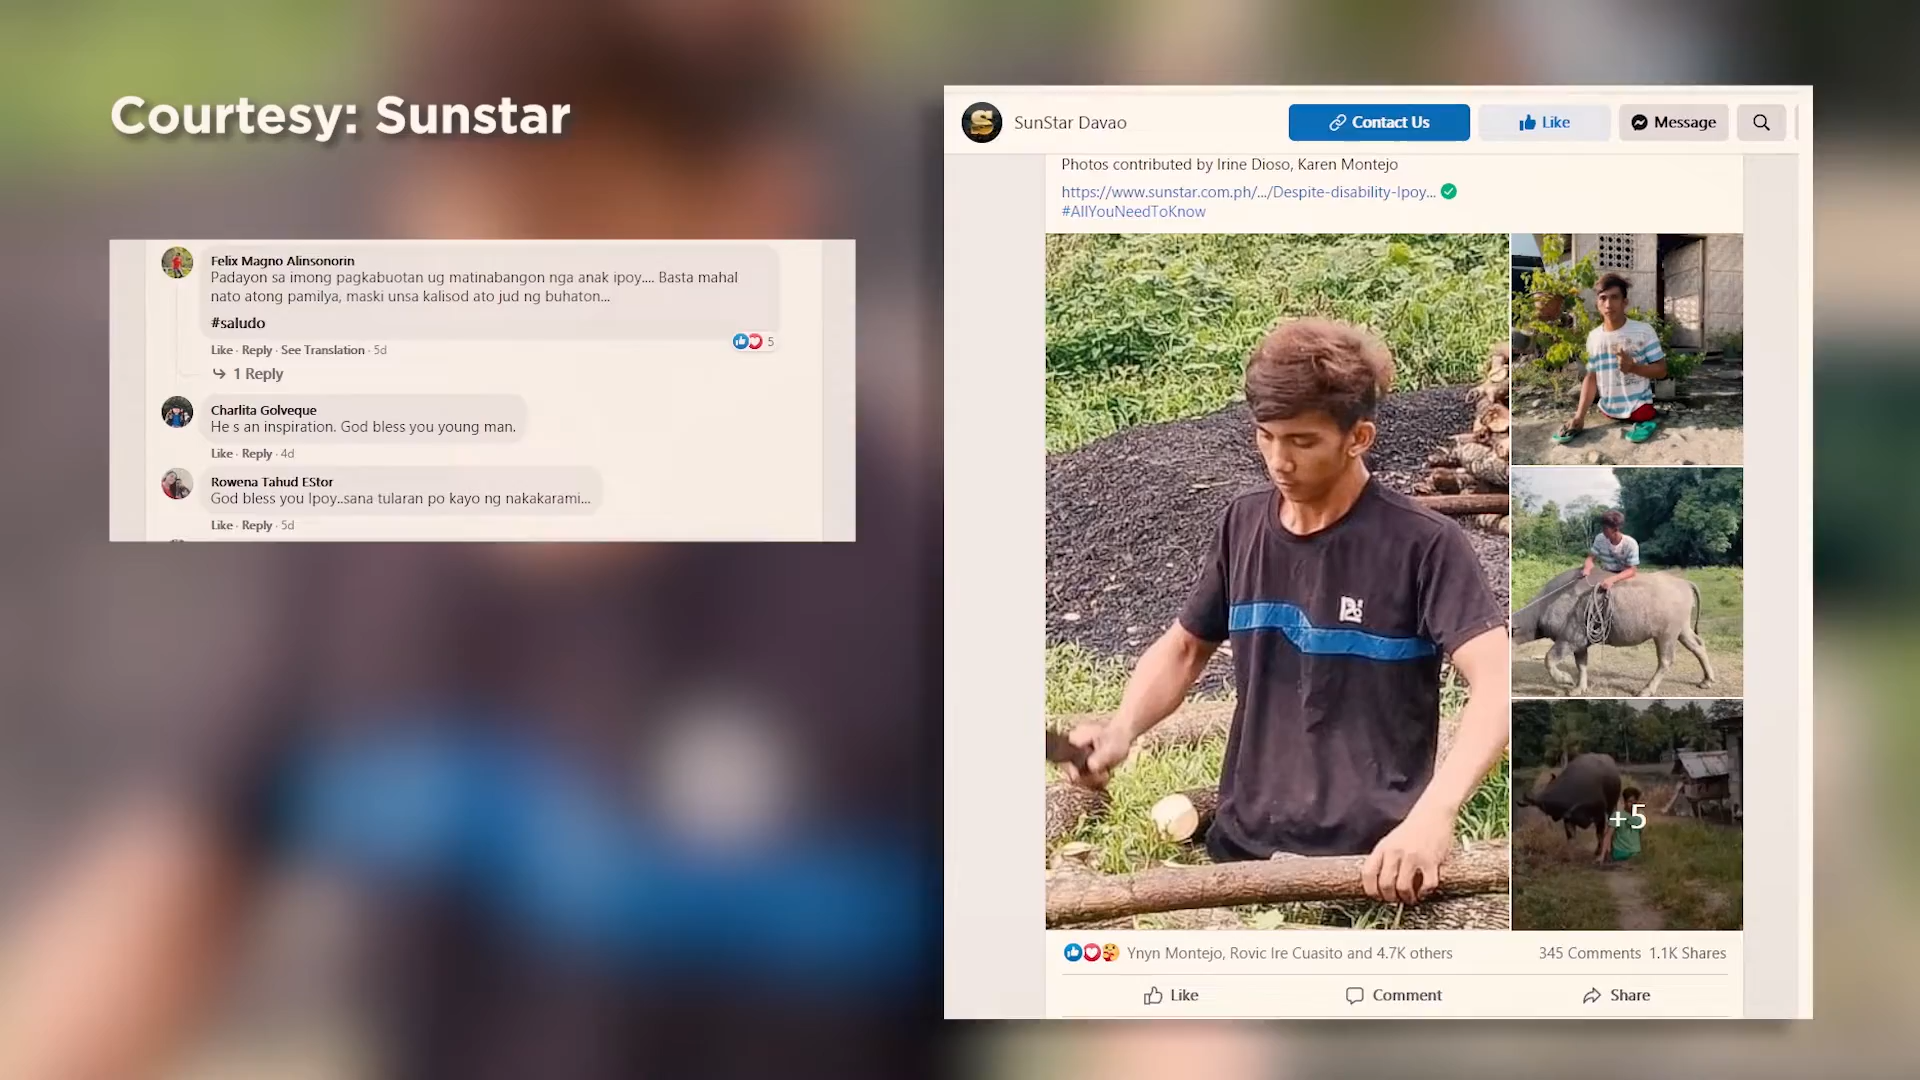 Courtesy: Sunstar
Felix Magno Alinsonorin
Padayon sa imong pagkabuotan ug matinabangon nga anak ipoy.... Basta mahal
nato atong pamilya, maski unsa kalisod ato jud ng buhaton...
#saludo
5
Like · Reply · See Translation · 5d
1 Reply
Charlita Golveque
He s an inspiration. God bless you young man.
Like · Reply · 4d
Rowena Tahud EStor
God bless you Ipoy..sana tularan po kayo ng nakakarami...
Like · Reply · 5d
S SunStar Davao Contact Us Like Message
Photos contributed by Irine Dioso, Karen Montejo
https://www.sunstar.com.ph/.../Despite-disability-Ipoy...
#AllYouNeedToKnow
+5
Ynyn Montejo, Rovic Ire Cuasito and 4.7K others 345 Comments 1.1K Shares
Like Comment Share